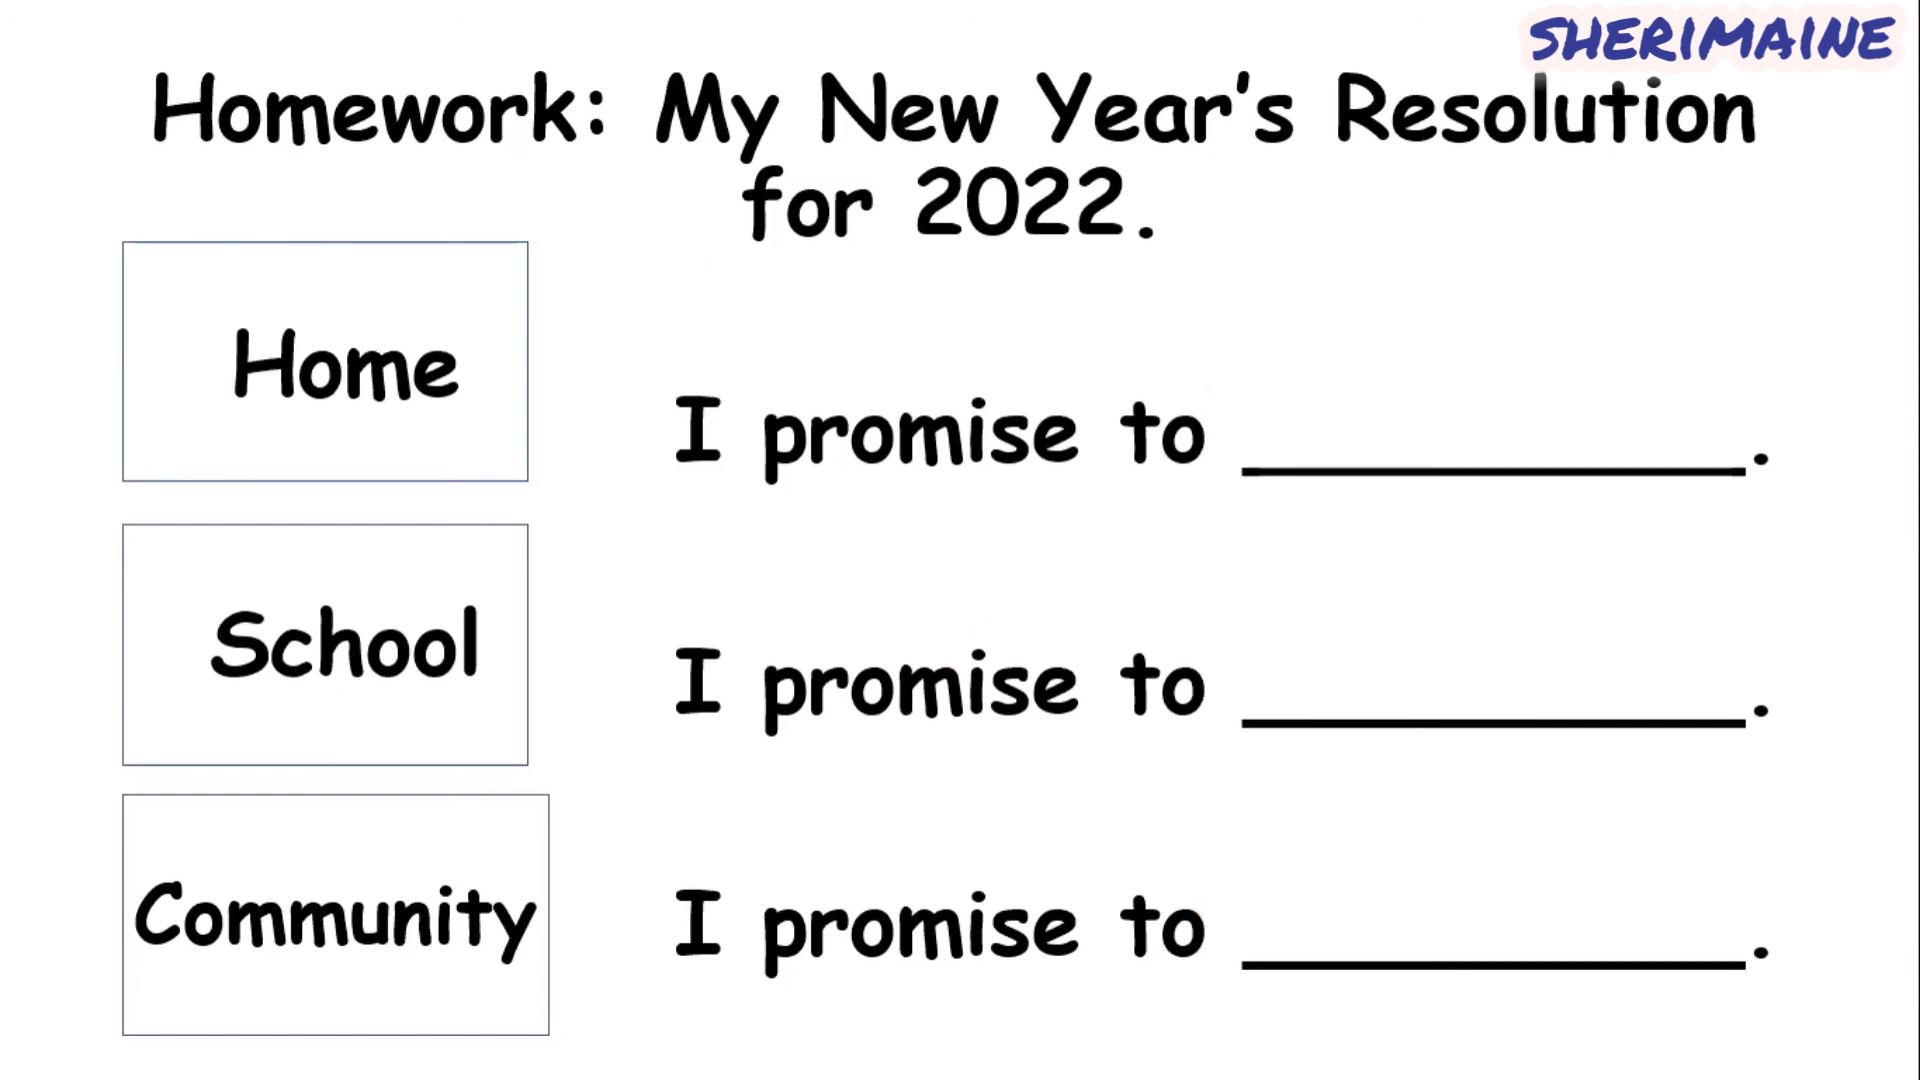 SHERIMAINE
Homework: My New Year's Resolution
for 2022.
Home
I promise to ____________.
School
I promise to ____________.
Community
I promise to ____________.